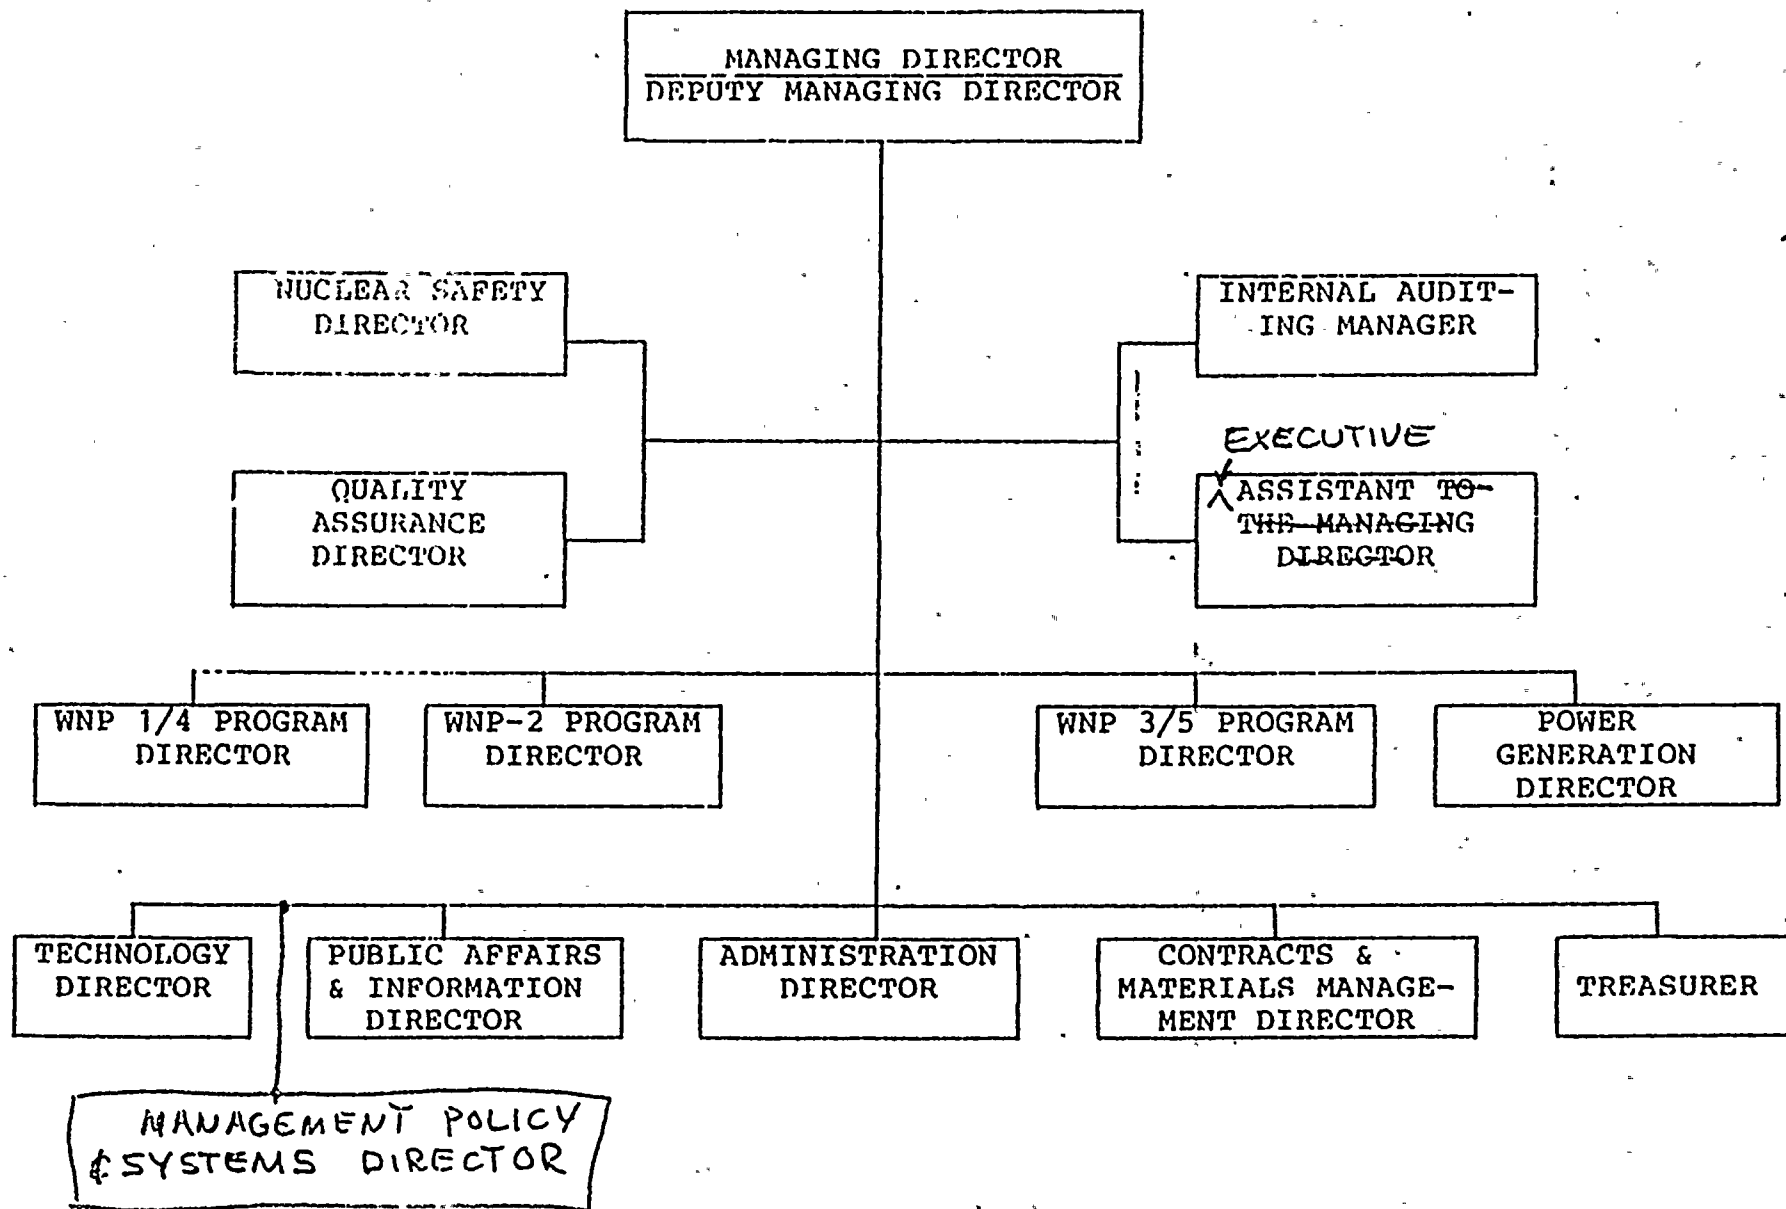 MANAGING DIRECTOR
DEPUTY MANAGING DIRECTOR
NUCLEAR SAFETY
DIRECTOR
INTERNAL AUDIT-
ING MANAGER
QUALITY
ASSURANCE
DIRECTOR
EXECUTIVE
ASSISTANT TO
THE MANAGING
DIRECTOR
WNP 1/4 PROGRAM
DIRECTOR
WNP-2 PROGRAM
DIRECTOR
WNP 3/5 PROGRAM
DIRECTOR
POWER
GENERATION
DIRECTOR
TECHNOLOGY
DIRECTOR
PUBLIC AFFAIRS
& INFORMATION
DIRECTOR
ADMINISTRATION
DIRECTOR
CONTRACTS &
MATERIALS MANAGE-
MENT DIRECTOR
TREASURER
MANAGEMENT POLICY
& SYSTEMS DIRECTOR